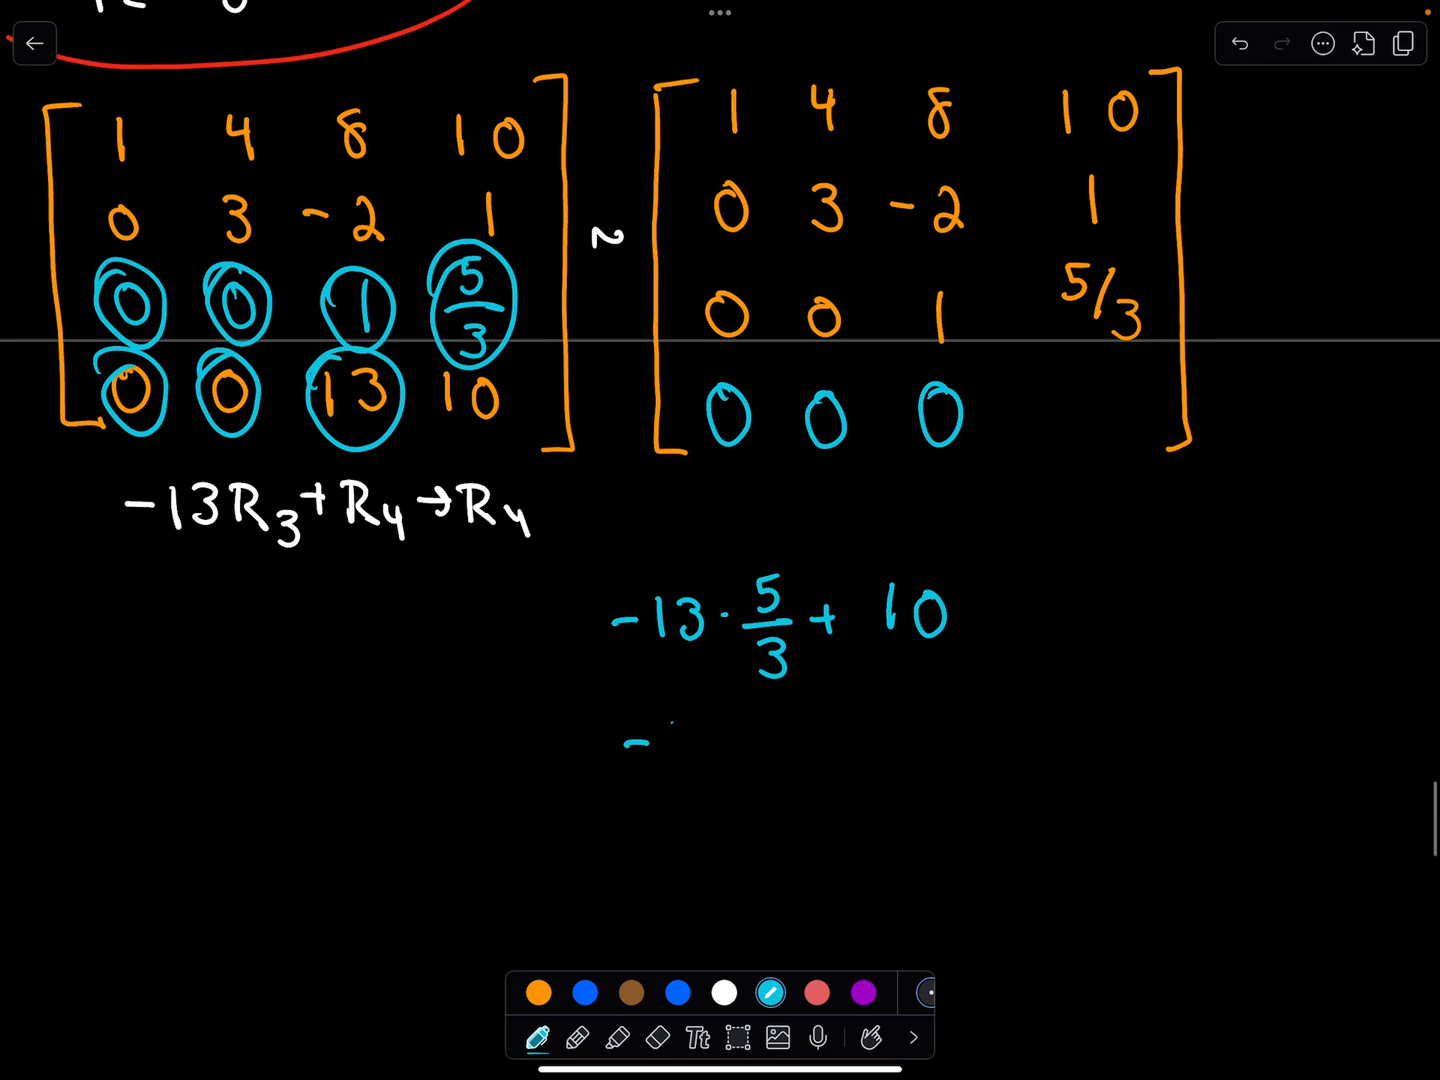 1 4 8 10 1 4 8 10
0 3 -2 1 ~ 0 3 -2 1
0 0 1 5/3 0 0 1 5/3
0 0 13 10 0 0 0
-13R₃+R₄→R₄
-13·5/3+ 10
-
Tt